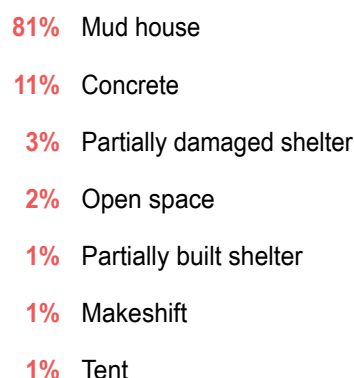 81% Mud house
11% Concrete
3% Partially damaged shelter
2% Open space
1% Partially built shelter
1% Makeshift
1% Tent